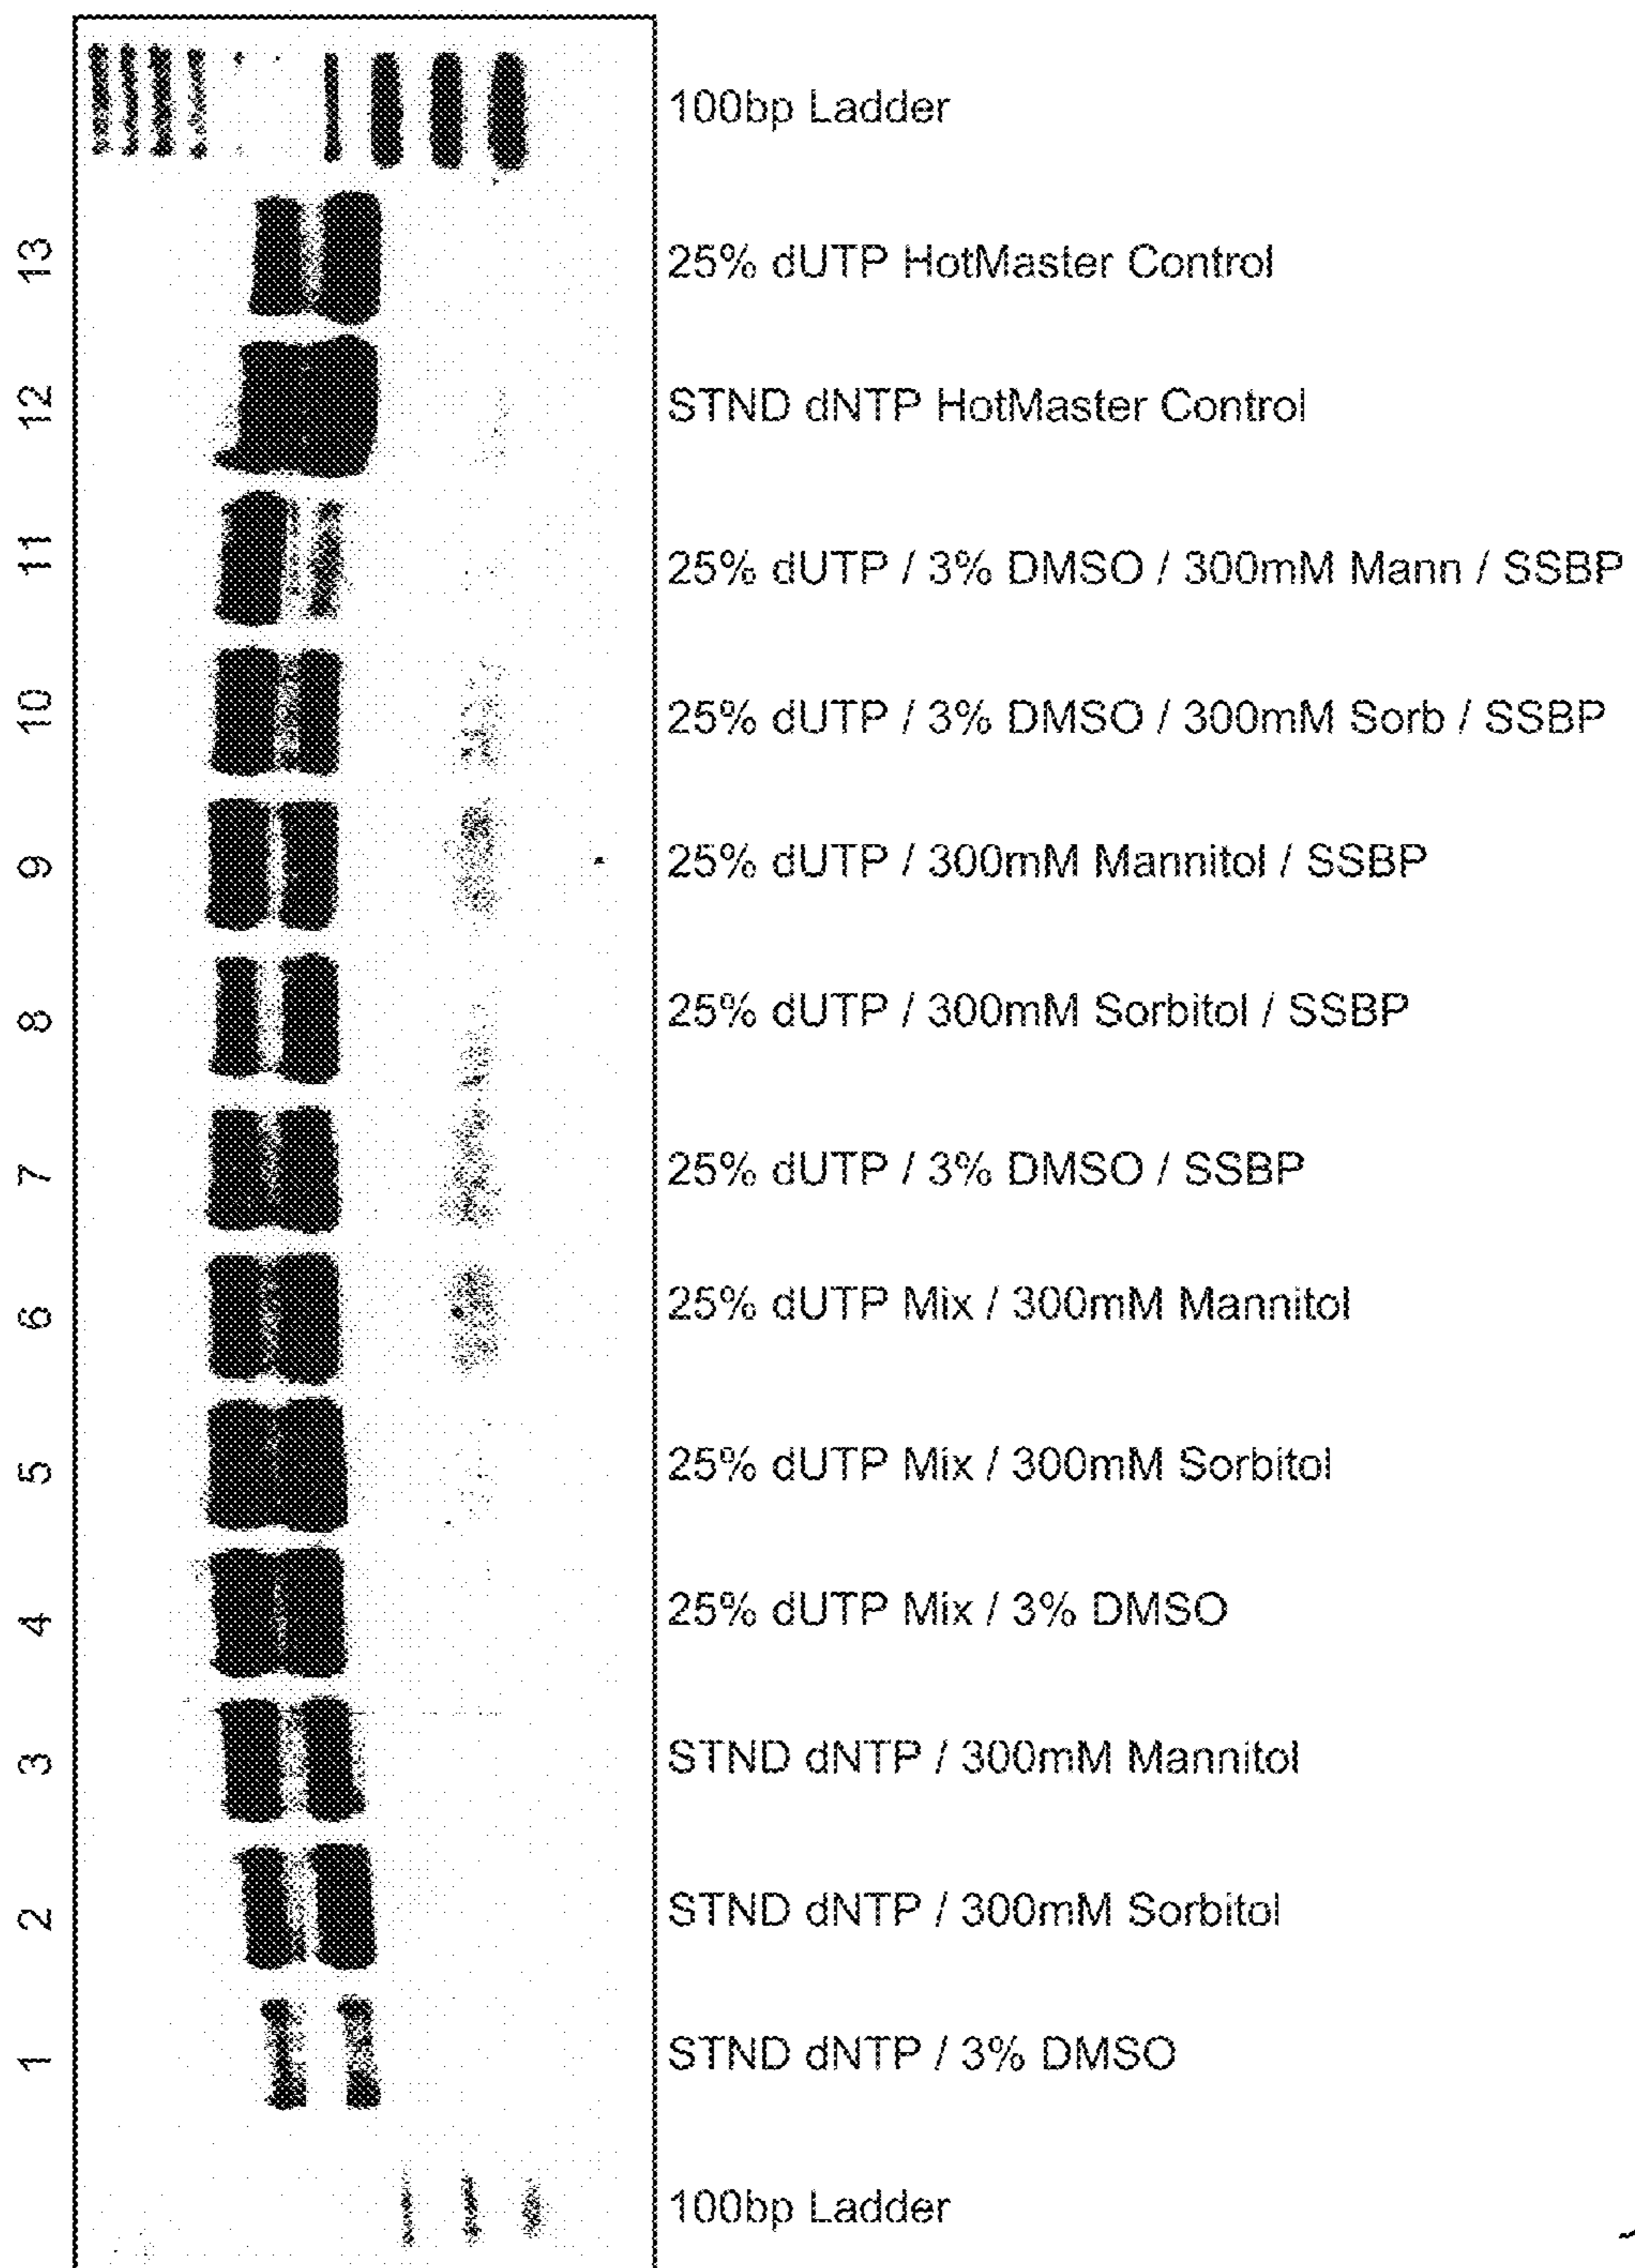 100bp Ladder
13 25% dUTP HotMaster Control
12 STND dNTP HotMaster Control
11 25% dUTP / 3% DMSO / 300mM Mann / SSBP
10 25% dUTP / 3% DMSO / 300mM Sorb / SSBP
9 25% dUTP / 300mM Mannitol / SSBP
8 25% dUTP / 300mM Sorbitol / SSBP
7 25% dUTP / 3% DMSO / SSBP
6 25% dUTP Mix / 300mM Mannitol
5 25% dUTP Mix / 300mM Sorbitol
4 25% dUTP Mix / 3% DMSO
3 STND dNTP / 300mM Mannitol
2 STND dNTP / 300mM Sorbitol
1 STND dNTP / 3% DMSO
100bp Ladder